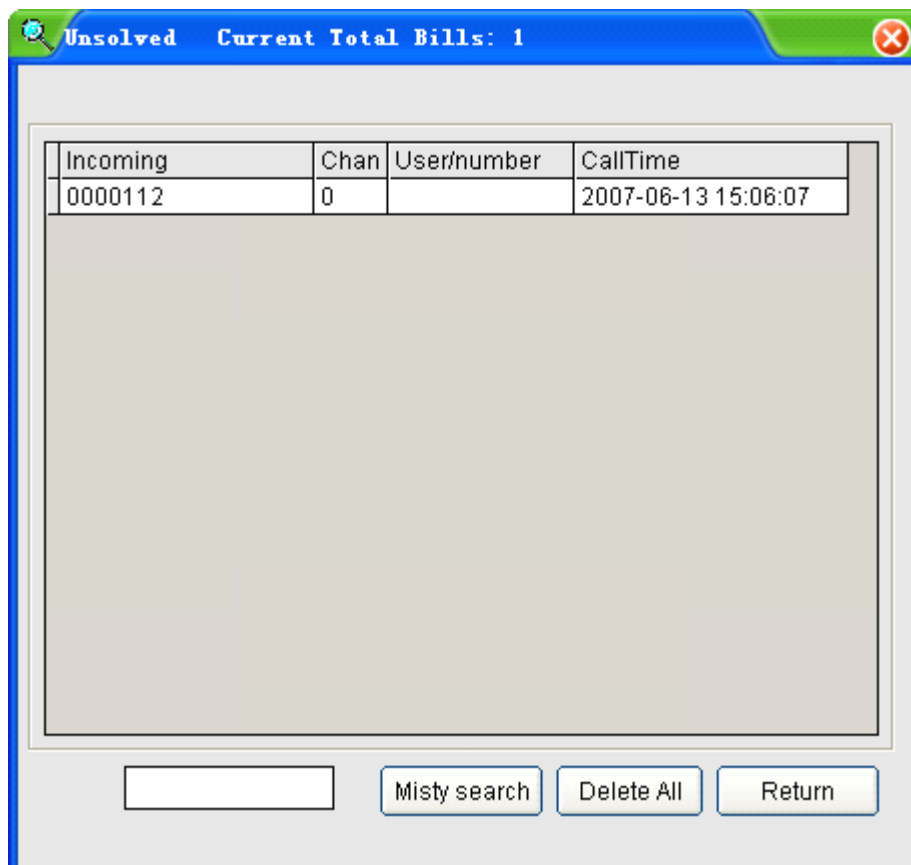 Unsolved Current Total Bills: 1
Incoming Chan User/number CallTime
0000112 0 2007-06-13 15:06:07
Misty search Delete All Return